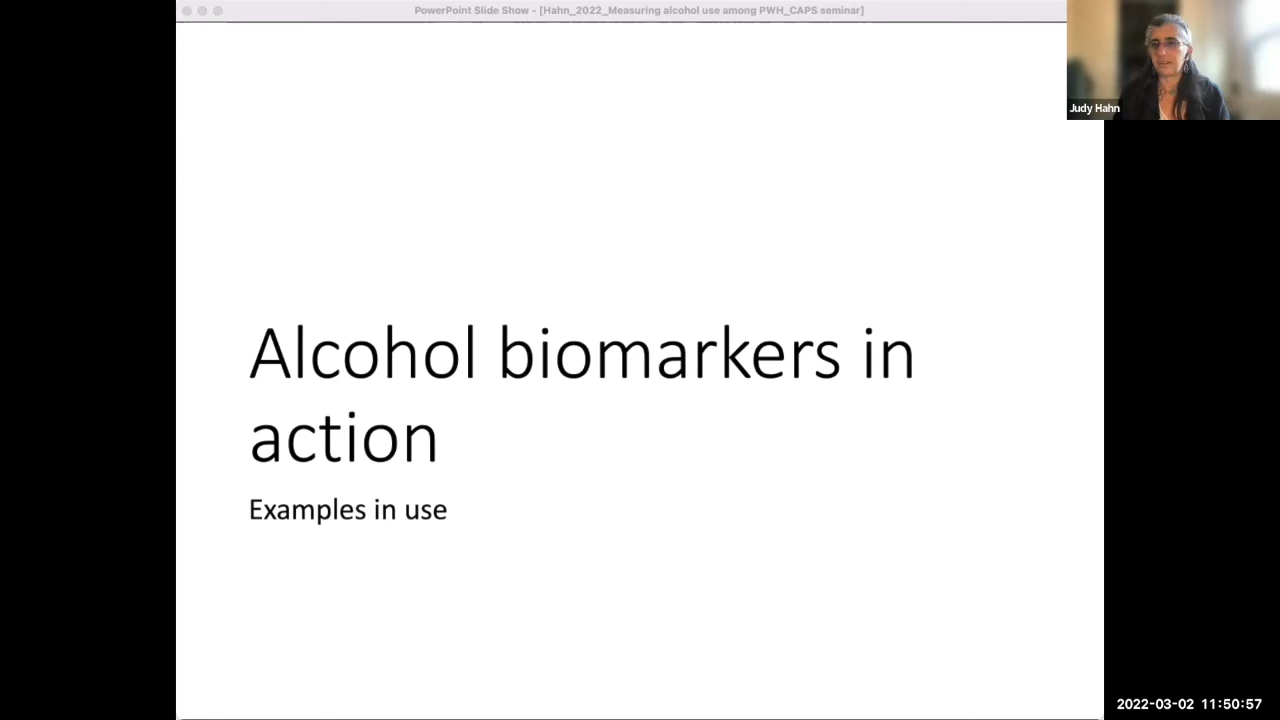 PowerPoint Slide Show - [Hahn_2022_Measuring alcohol use among PWH_CAPS seminar]
Judy Hahn
Alcohol biomarkers in
action
Examples in use
2022-03-02 11:50:57